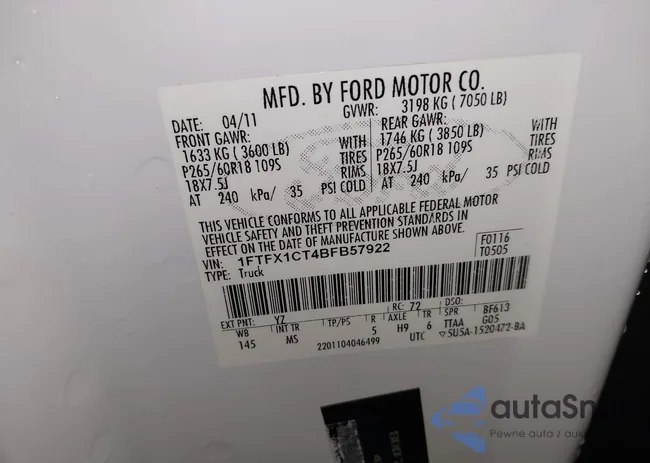 MFD. BY FORD MOTOR CO.
DATE: 04/11 GVWR: 3198 KG ( 7050 LB)
FRONT GAWR: WITH REAR GAWR: WITH
1633 KG ( 3600 LB) TIRES 1746 KG ( 3850 LB) TIRES
P265/60R18 109S RIMS P265/60R18 109S RIMS
18X7.5J 18X7.5J
AT 240 kPa/ 35 PSI COLD AT 240 kPa/ 35 PSI COLD
THIS VEHICLE CONFORMS TO ALL APPLICABLE FEDERAL MOTOR
VEHICLE SAFETY AND THEFT PREVENTION STANDARDS IN
EFFECT ON THE DATE OF MANUFACTURE SHOWN ABOVE.
VIN: 1FTFX1CT4BFB57922 F0116
TYPE: Truck T0505
EXT PNT: YZ RC: 72 DSO:
WB INT TR TP/PS R AXLE TR SPR BF613
145 MS 5 H9 6 TTAA G05
2201104046499 UTC 5U5A-1520472-BA
autaSn
Pewne auta z auk